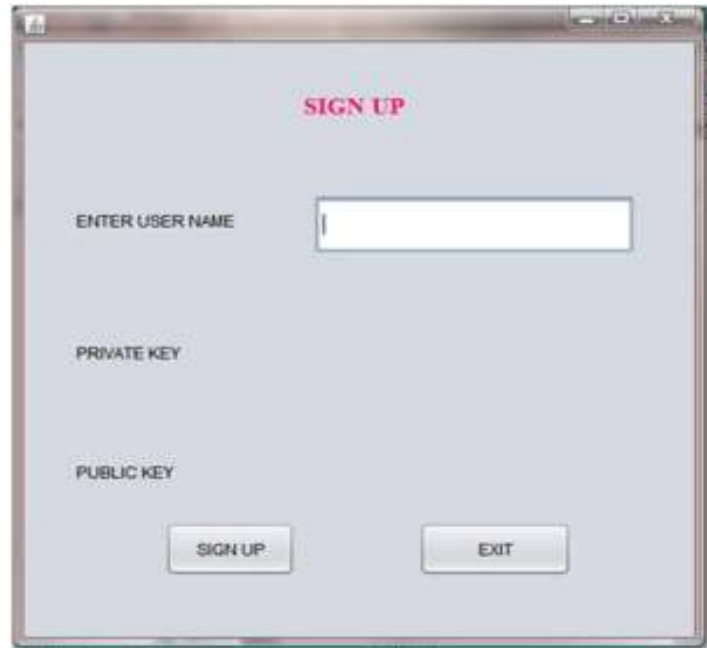 SIGN UP
ENTER USER NAME
PRIVATE KEY
PUBLIC KEY
SIGN UP
EXIT